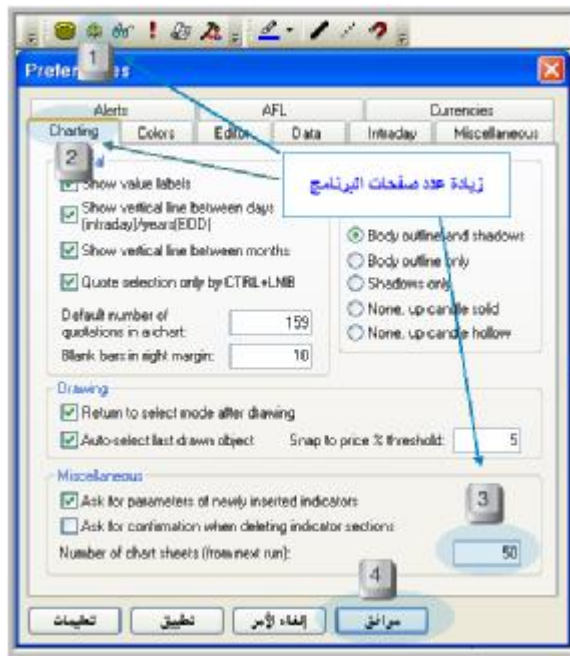 1
Preferences
Alerts AFL Currencies
Charting Colors Editor Data Intraday Miscellaneous
2
زيادة عدد صفحات البرنامج
Show value labels
Show vertical line between days
(intraday)/years(EOD)
Show vertical line between months
Quote selection only by CTRL+LMB
Default number of
quotations in a chart: 159
Blank bars in right margin: 10
Body outline and shadows
Body outline only
Shadows only
None, up candle solid
None, up candle hollow
Drawing
Return to select mode after drawing
Auto-select last drawn object Snap to price % threshold: 5
Miscellaneous
Ask for parameters of newly inserted indicators
3
Ask for confirmation when deleting indicator sections
Number of chart sheets (from next run): 50
4
موافق إلغاء الأمر تطبيق تعليمات